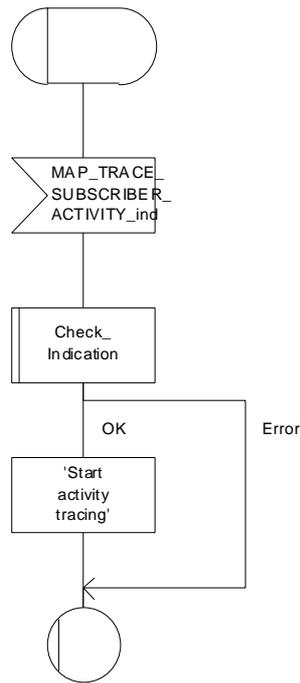 MAP_TRACE_
SUBSCRIBER_
ACTIVITY_ind
Check_
Indication
OK
Error
'Start
activity
tracing'